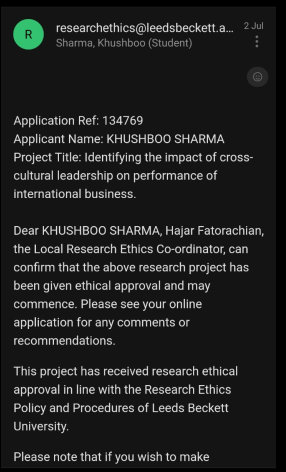 R
researchethics@leedsbeckett.a...
2 Jul
Sharma, Khushboo (Student)
Application Ref: 134769
Applicant Name: KHUSHBOO SHARMA
Project Title: Identifying the impact of cross-
cultural leadership on performance of
international business.
Dear KHUSHBOO SHARMA, Hajar Fatorachian,
the Local Research Ethics Co-ordinator, can
confirm that the above research project has
been given ethical approval and may
commence. Please see your online
application for any comments or
recommendations.
This project has received research ethical
approval in line with the Research Ethics
Policy and Procedures of Leeds Beckett
University.
Please note that if you wish to make